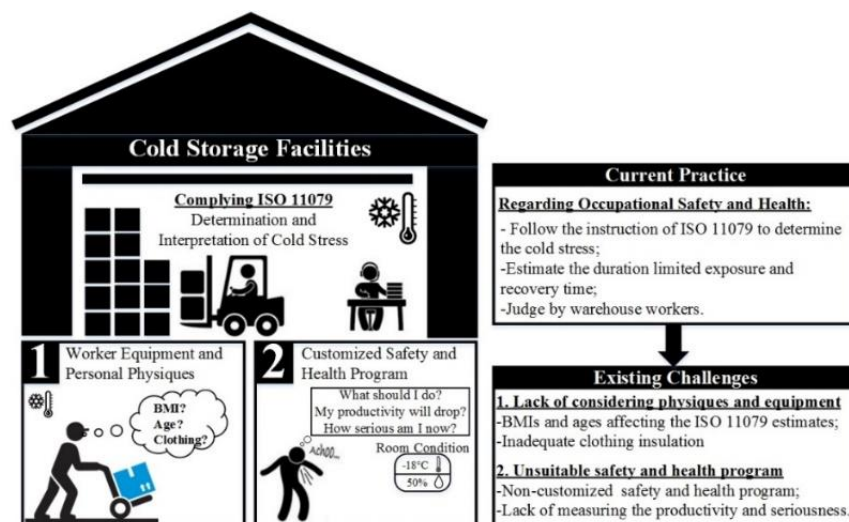 Cold Storage Facilities
Complying ISO 11079
Determination and
Interpretation of Cold Stress
1 Worker Equipment and
Personal Physiques
BMI?
Age?
Clothing?
2 Customized Safety and
Health Program
What should I do?
My productivity will drop?
How serious am I now?
Achoo...
Room Condition
-18°C
50%
Current Practice
Regarding Occupational Safety and Health:
- Follow the instruction of ISO 11079 to determine
the cold stress;
-Estimate the duration limited exposure and
recovery time;
-Judge by warehouse workers.
Existing Challenges
1. Lack of considering physiques and equipment
-BMIs and ages affecting the ISO 11079 estimates;
-Inadequate clothing insulation
2. Unsuitable safety and health program
-Non-customized safety and health program;
-Lack of measuring the productivity and seriousness.